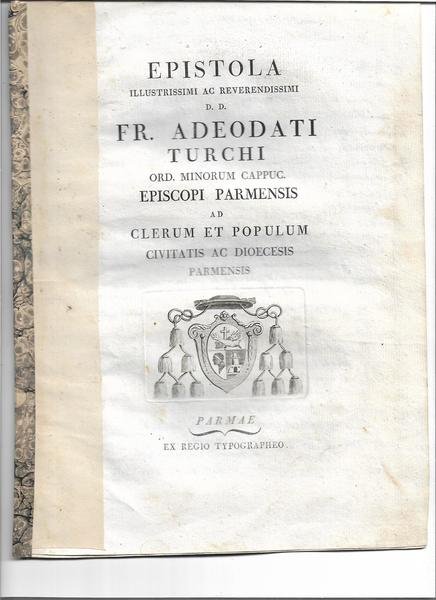 EPISTOLA
ILLUSTRISSIMI AC REVERENDISSIMI
D. D.
FR. ADEODATI
TURCHI
ORD. MINORUM CAPPUC.
EPISCOPI PARMENSIS
AD
CLERUM ET POPULUM
CIVITATIS AC DIOECESIS
PARMENSIS
PARMAE
EX REGIO TYPOGRAPHEO.